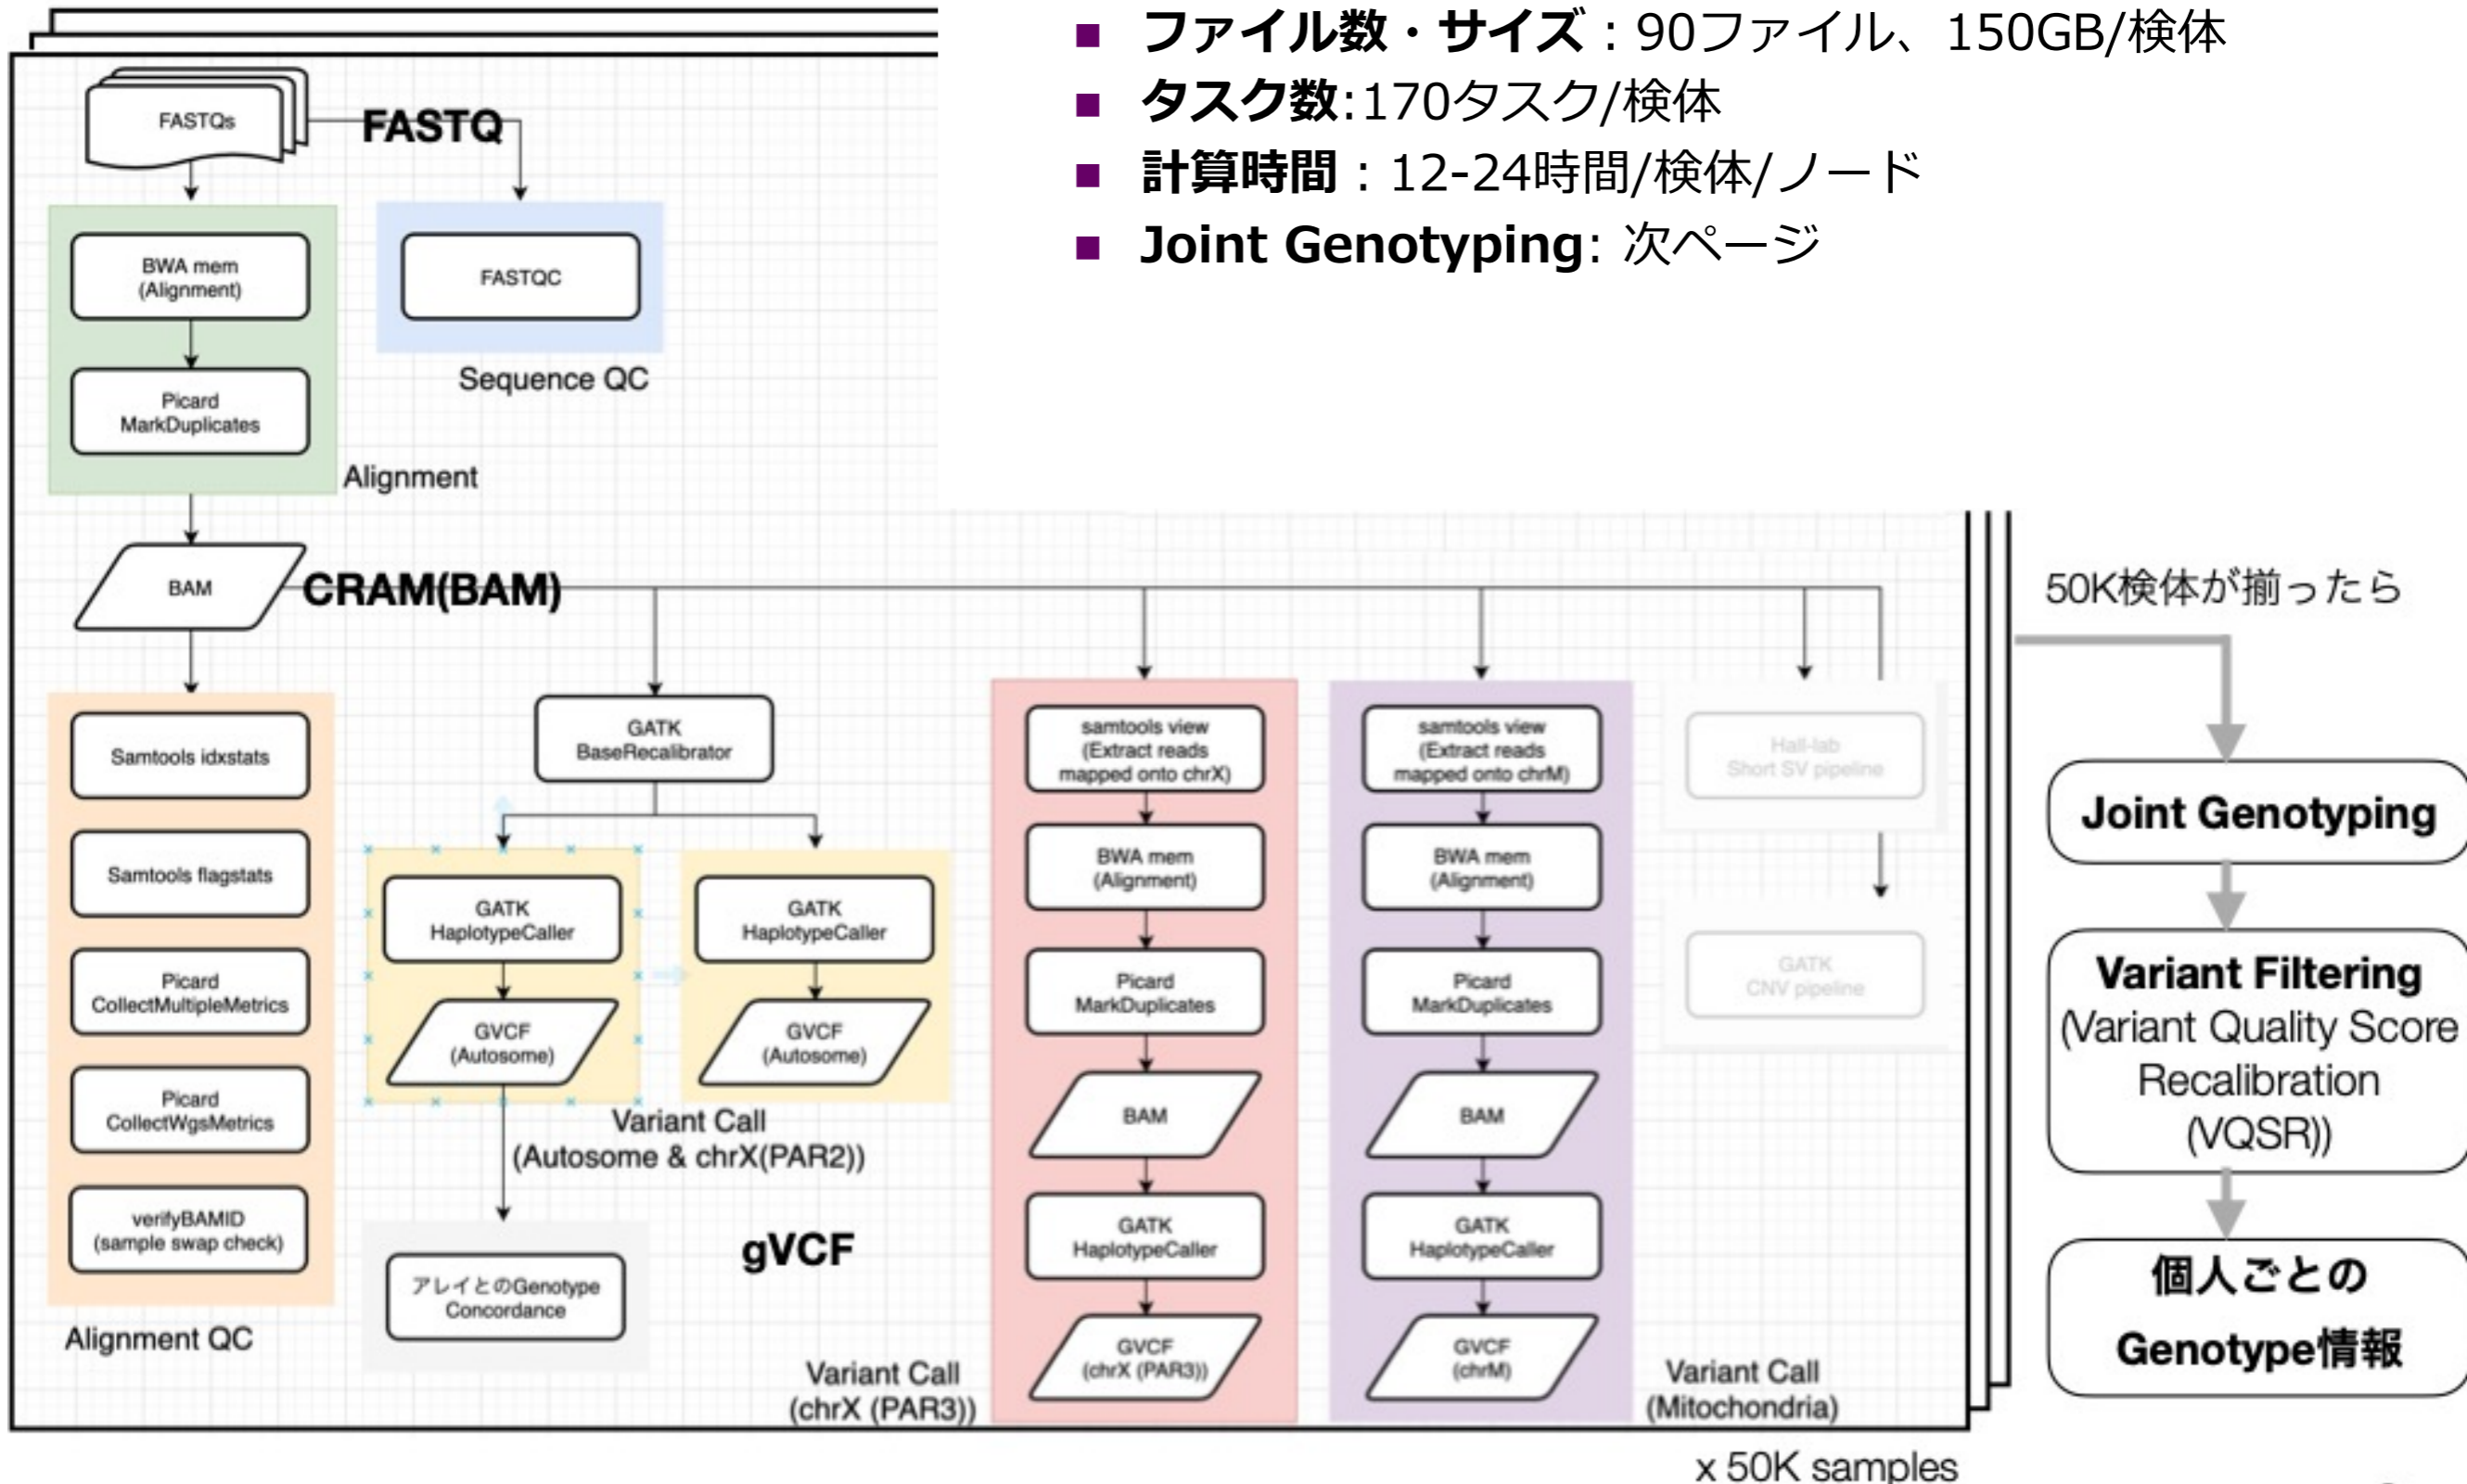 ■ ファイル数・サイズ：90ファイル、150GB/検体
■ タスク数:170タスク/検体
■ 計算時間：12-24時間/検体/ノード
■ Joint Genotyping: 次ページ
FASTQs
FASTQ
BWA mem
(Alignment)
Picard
MarkDuplicates
Alignment
FASTQC
Sequence QC
BAM
CRAM(BAM)
Samtools idxstats
Samtools flagstats
Picard
CollectMultipleMetrics
Picard
CollectWgsMetrics
verifyBAMID
(sample swap check)
Alignment QC
GATK
BaseRecalibrator
GATK
HaplotypeCaller
GVCF
(Autosome)
GATK
HaplotypeCaller
GVCF
(Autosome)
Variant Call
(Autosome & chrX(PAR2))
アレイとのGenotype
Concordance
gVCF
samtools view
(Extract reads
mapped onto chrX)
BWA mem
(Alignment)
Picard
MarkDuplicates
BAM
GATK
HaplotypeCaller
GVCF
(chrX (PAR3))
Variant Call
(chrX (PAR3))
samtools view
(Extract reads
mapped onto chrM)
BWA mem
(Alignment)
Picard
MarkDuplicates
BAM
GATK
HaplotypeCaller
GVCF
(chrM)
Variant Call
(Mitochondria)
Hall-lab
Short SV pipeline
GATK
CNV pipeline
x 50K samples
50K検体が揃ったら
Joint Genotyping
Variant Filtering
(Variant Quality Score
Recalibration
(VQSR))
個人ごとの
Genotype情報